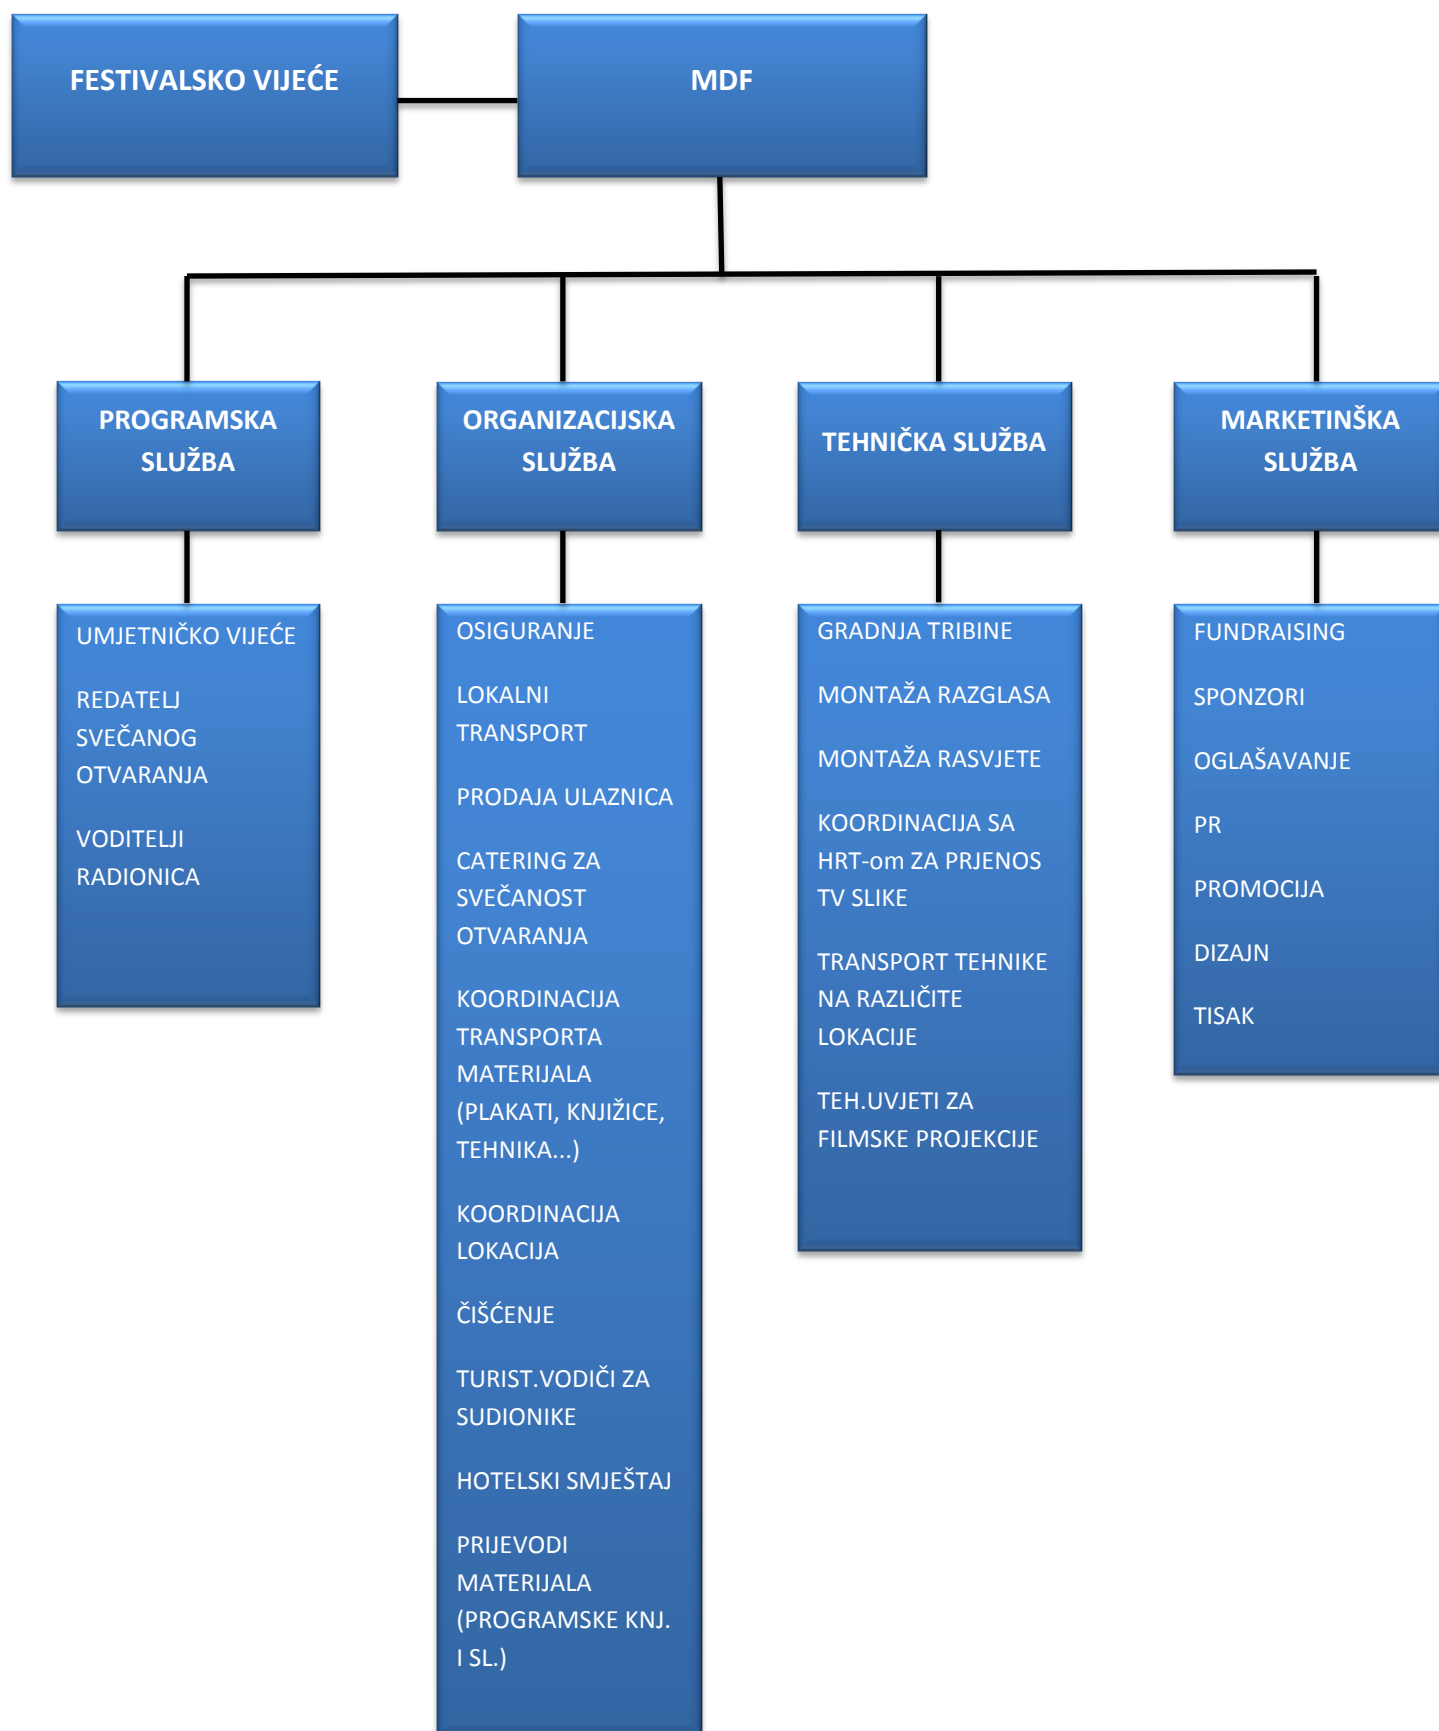 FESTIVALSKO VIJEĆE
MDF
PROGRAMSKA
SLUŽBA
ORGANIZACIJSKA
SLUŽBA
TEHNIČKA SLUŽBA
MARKETINŠKA
SLUŽBA
UMJETNIČKO VIJEĆE
REDATELJ
SVEČANOG
OTVARANJA
VODITELJI
RADIONICA
OSIGURANJE
LOKALNI
TRANSPORT
PRODAJA ULAZNICA
CATERING ZA
SVEČANOST
OTVARANJA
KOORDINACIJA
TRANSPORTA
MATERIJALA
(PLAKATI, KNJIŽICE,
TEHNIKA...)
KOORDINACIJA
LOKACIJA
ČIŠĆENJE
TURIST.VODIČI ZA
SUDIONIKE
HOTELSKI SMJEŠTAJ
PRIJEVODI
MATERIJALA
(PROGRAMSKE KNJ.
I SL.)
GRADNJA TRIBINE
MONTAŽA RAZGLASA
MONTAŽA RASVJETE
KOORDINACIJA SA
HRT-om ZA PRJENOS
TV SLIKE
TRANSPORT TEHNIKE
NA RAZLIČITE
LOKACIJE
TEH.UVJETI ZA
FILMSKE PROJEKCIJE
FUNDRAISING
SPONZORI
OGLAŠAVANJE
PR
PROMOCIJA
DIZAJN
TISAK